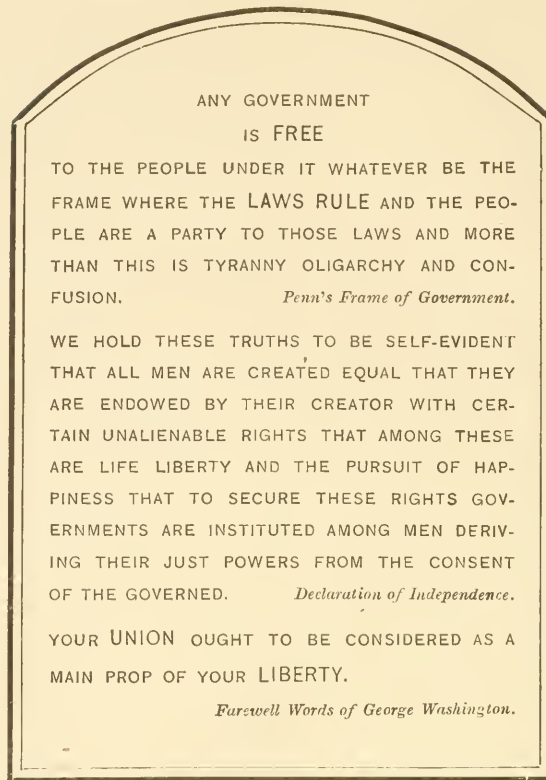 ANY GOVERNMENT
IS FREE
TO THE PEOPLE UNDER IT WHATEVER BE THE
FRAME WHERE THE LAWS RULE AND THE PEO-
PLE ARE A PARTY TO THOSE LAWS AND MORE
THAN THIS IS TYRANNY OLIGARCHY AND CON-
FUSION. Penn's Frame of Government.
WE HOLD THESE TRUTHS TO BE SELF-EVIDENT
THAT ALL MEN ARE CREATED EQUAL THAT THEY
ARE ENDOWED BY THEIR CREATOR WITH CER-
TAIN UNALIENABLE RIGHTS THAT AMONG THESE
ARE LIFE LIBERTY AND THE PURSUIT OF HAP-
PINESS THAT TO SECURE THESE RIGHTS GOV-
ERNMENTS ARE INSTITUTED AMONG MEN DERIV-
ING THEIR JUST POWERS FROM THE CONSENT
OF THE GOVERNED. Declaration of Independence.
YOUR UNION OUGHT TO BE CONSIDERED AS A
MAIN PROP OF YOUR LIBERTY.
Farewell Words of George Washington.